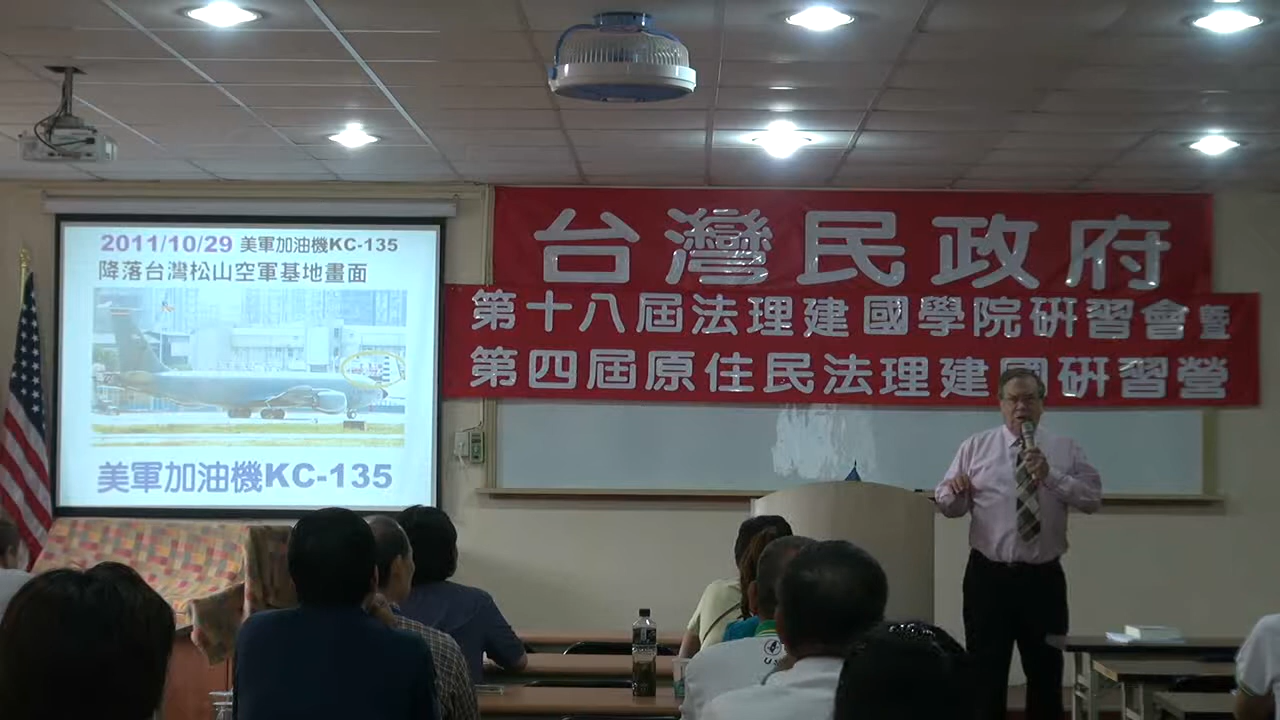 2011/10/29 美軍加油機KC-135
降落台灣松山空軍基地畫面
美軍加油機KC-135
台灣民政府
第十八屆法理建國學院研習會暨
第四屆原住民法理建國研習營